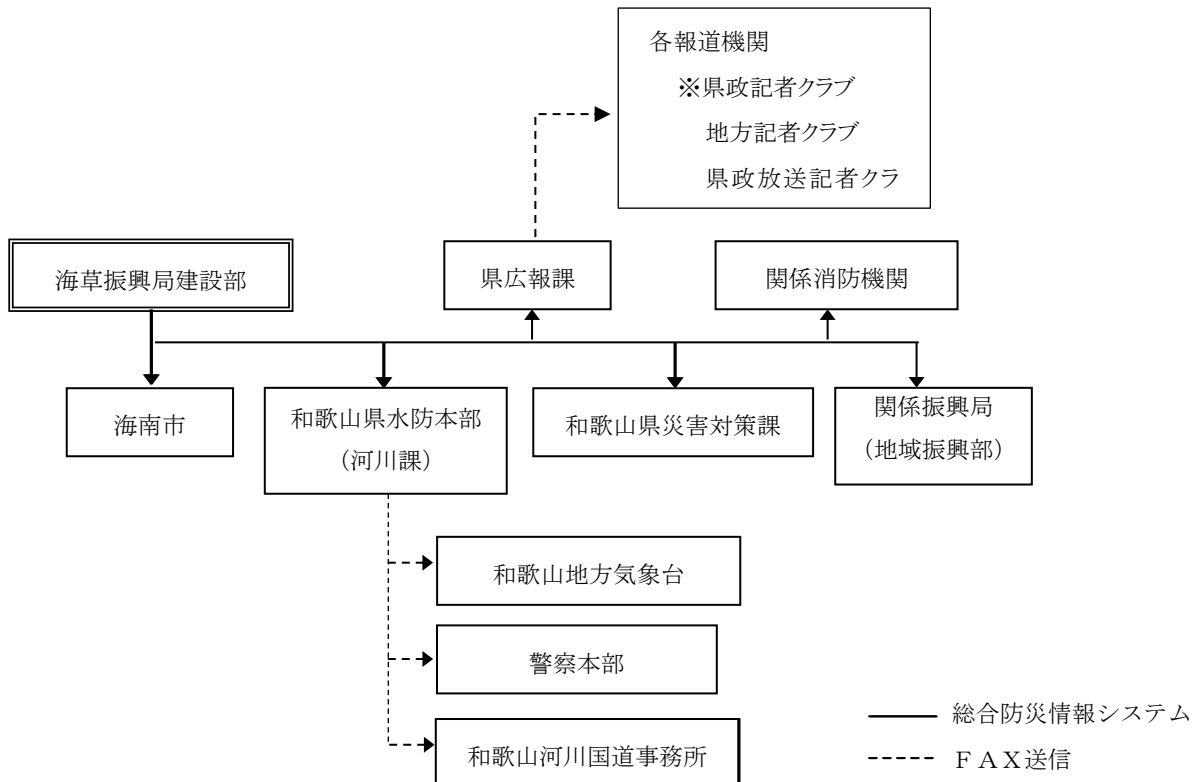 各報道機関
※県政記者クラブ
地方記者クラブ
県政放送記者クラ
海草振興局建設部
県広報課
関係消防機関
海南市
和歌山県水防本部
(河川課)
和歌山県災害対策課
関係振興局
(地域振興部)
和歌山地方気象台
警察本部
和歌山河川国道事務所
総合防災情報システム
ＦＡＸ送信